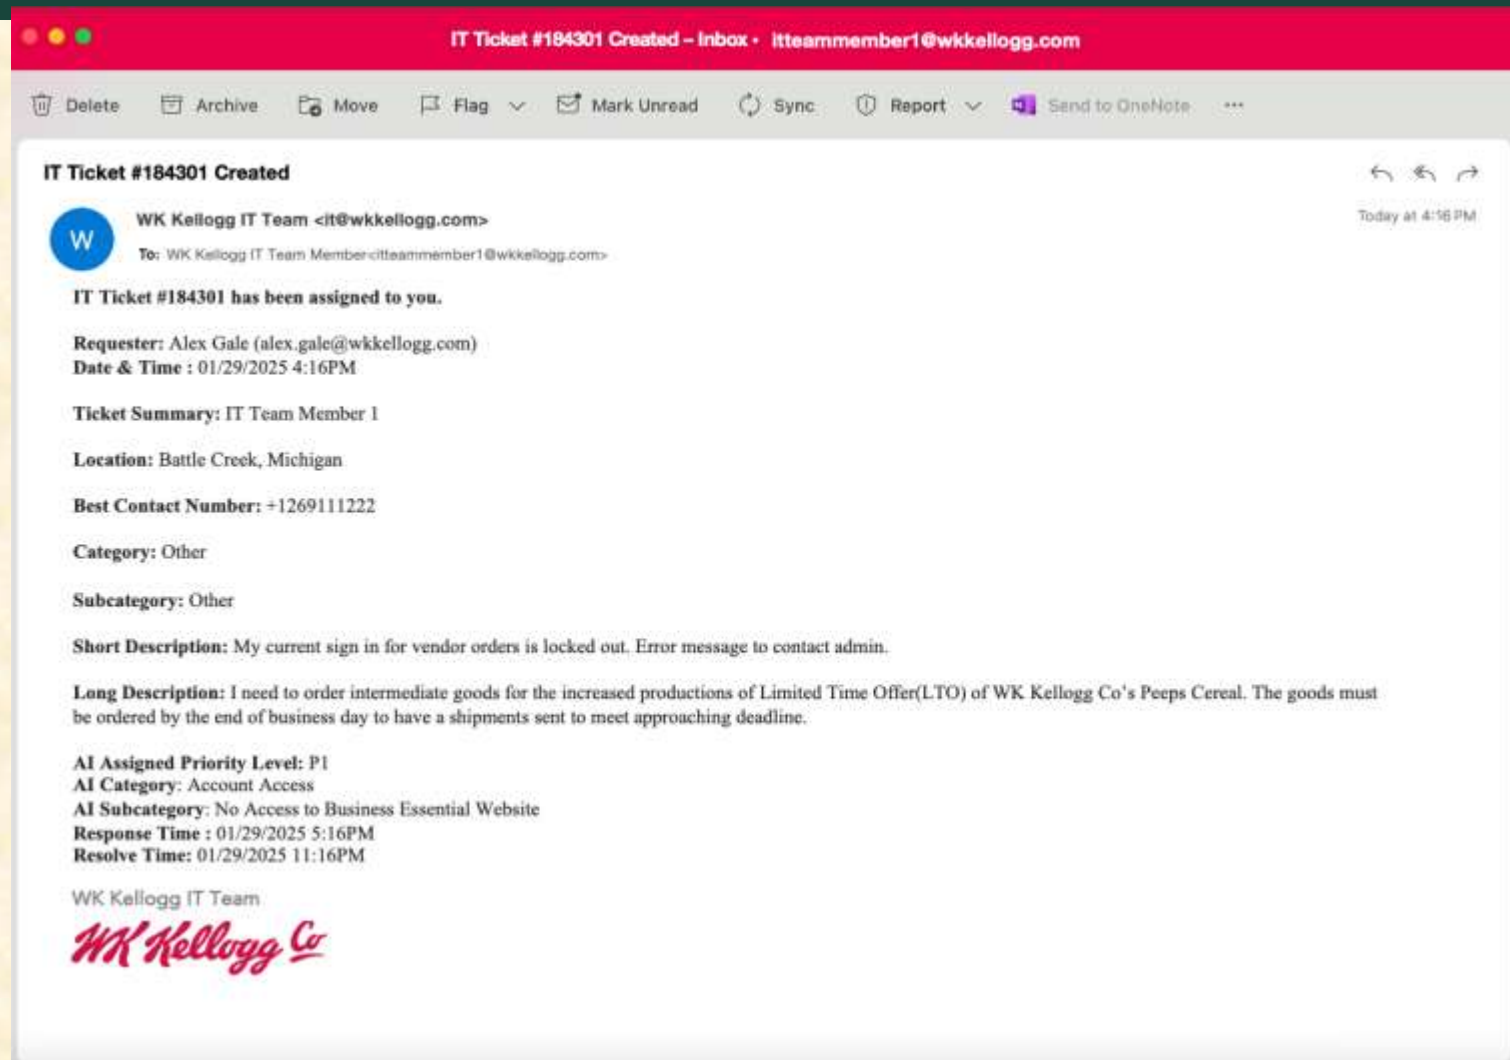 IT Ticket #184301 Created – Inbox • itteammember1@wkkellogg.com
Delete Archive Move Flag Mark Unread Sync Report Send to OneNote ...
IT Ticket #184301 Created
W
WK Kellogg IT Team <it@wkkellogg.com>
Today at 4:16 PM
To: WK Kellogg IT Team Member<itteammember1@wkkellogg.com>
IT Ticket #184301 has been assigned to you.
Requester: Alex Gale (alex.gale@wkkellogg.com)
Date & Time : 01/29/2025 4:16PM
Ticket Summary: IT Team Member 1
Location: Battle Creek, Michigan
Best Contact Number: +1269111222
Category: Other
Subcategory: Other
Short Description: My current sign in for vendor orders is locked out. Error message to contact admin.
Long Description: I need to order intermediate goods for the increased productions of Limited Time Offer(LTO) of WK Kellogg Co's Peeps Cereal. The goods must
be ordered by the end of business day to have a shipments sent to meet approaching deadline.
AI Assigned Priority Level: P1
AI Category: Account Access
AI Subcategory: No Access to Business Essential Website
Response Time : 01/29/2025 5:16PM
Resolve Time: 01/29/2025 11:16PM
WK Kellogg IT Team
WK Kellogg Co